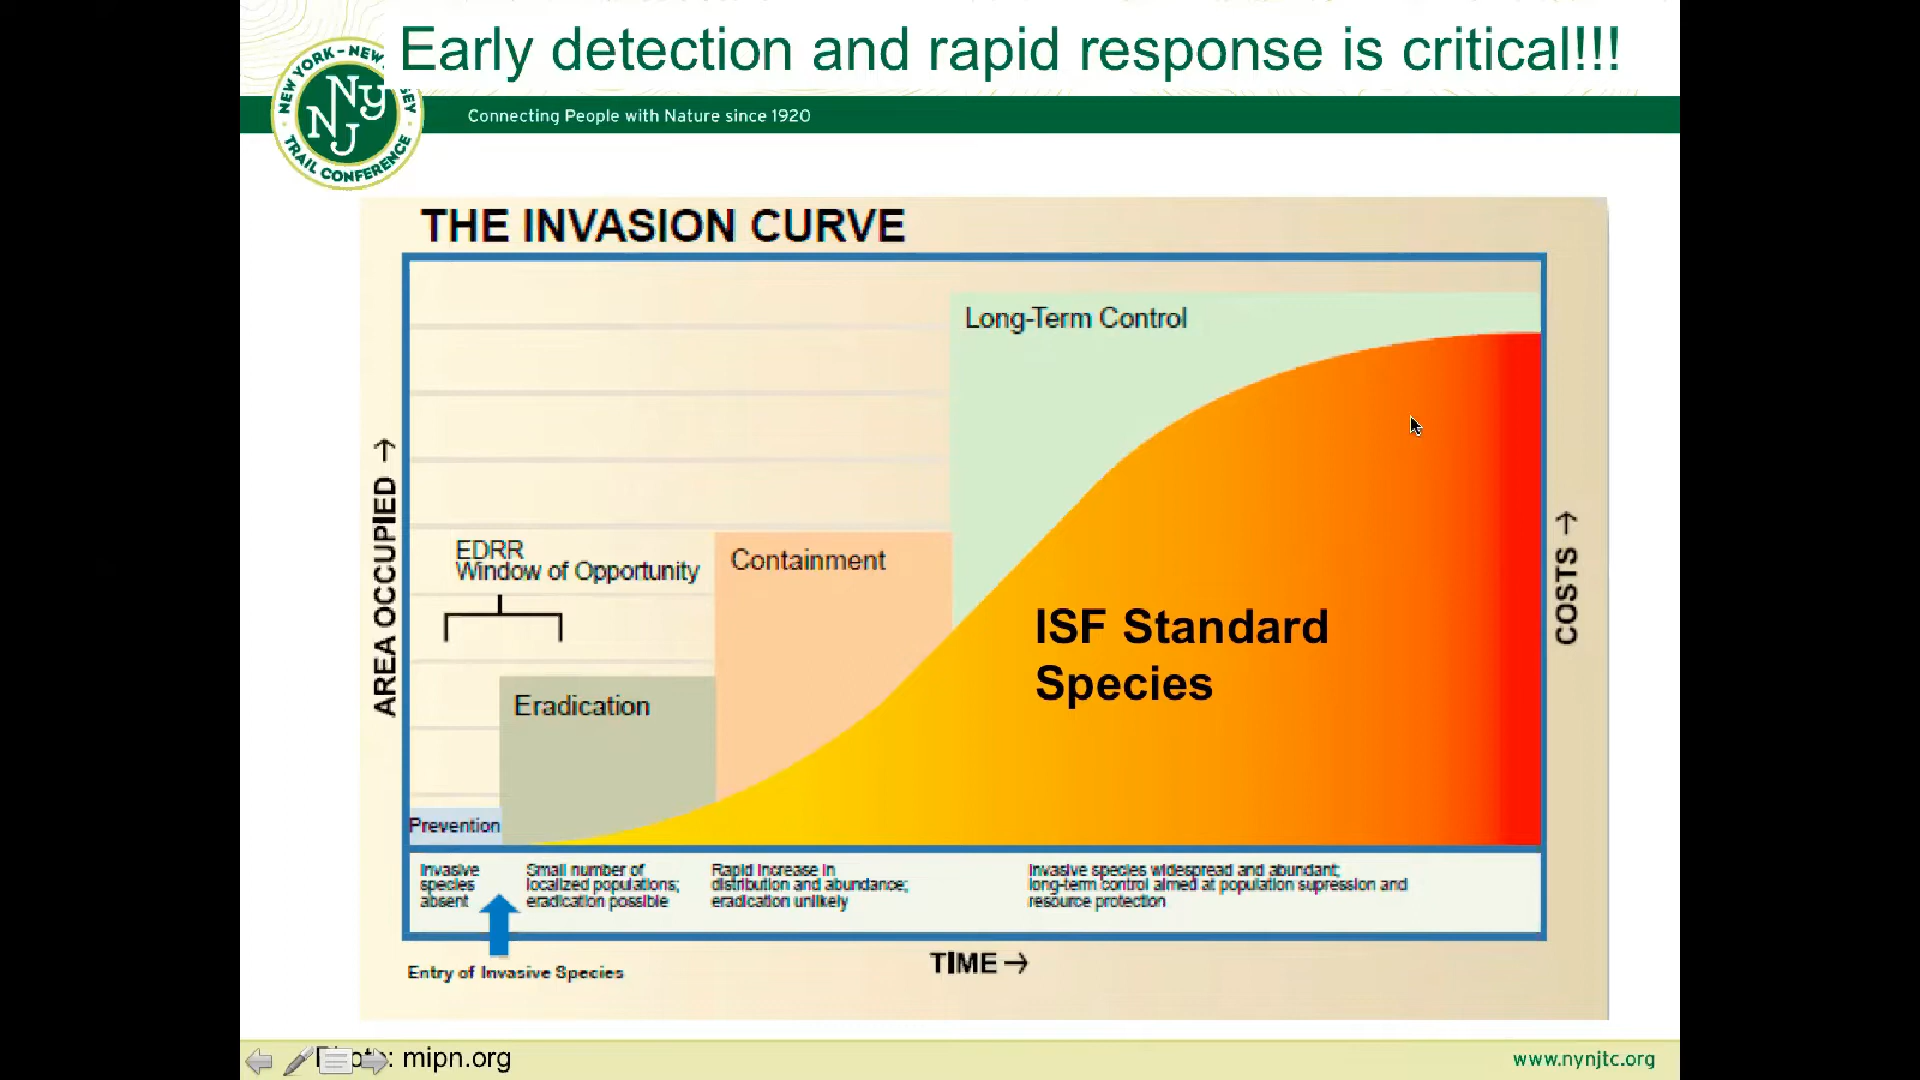 Early detection and rapid response is critical!!!
NEW YORK - NEW
TRAIL CONFERENCE
NY
NJ
Connecting People with Nature since 1920
THE INVASION CURVE
Long-Term Control
AREA OCCUPIED →
EDRR
Window of Opportunity
Containment
COSTS →
ISF Standard
Species
Eradication
Prevention
Invasive
species
absent
Small number of
localized populations;
eradication possible
Rapid increase in
distribution and abundance;
eradication unlikely
Invasive species widespread and abundant;
long-term control aimed at population supression and
resource protection
Entry of Invasive Species
TIME →
mipn.org
www.nynjtc.org